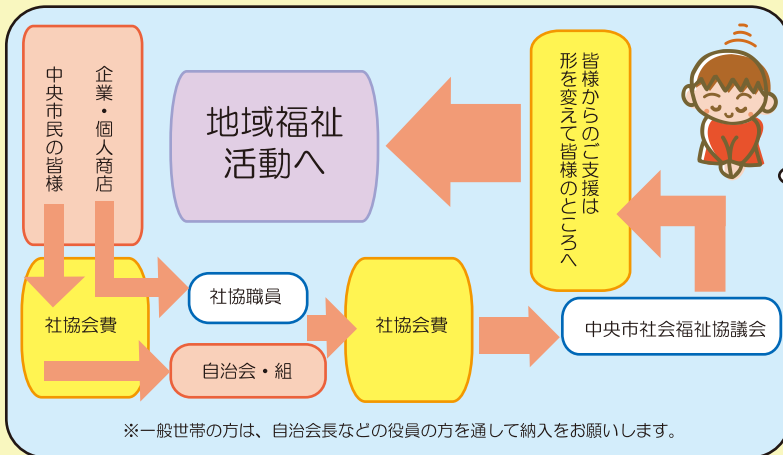 企業・個人商店
中央市民の皆様
地域福祉
活動へ
皆様からのご支援は
形を変えて皆様のところへ
社協会費
社協職員
自治会・組
社協会費
中央市社会福祉協議会
※一般世帯の方は、自治会長などの役員の方を通して納入をお願いします。